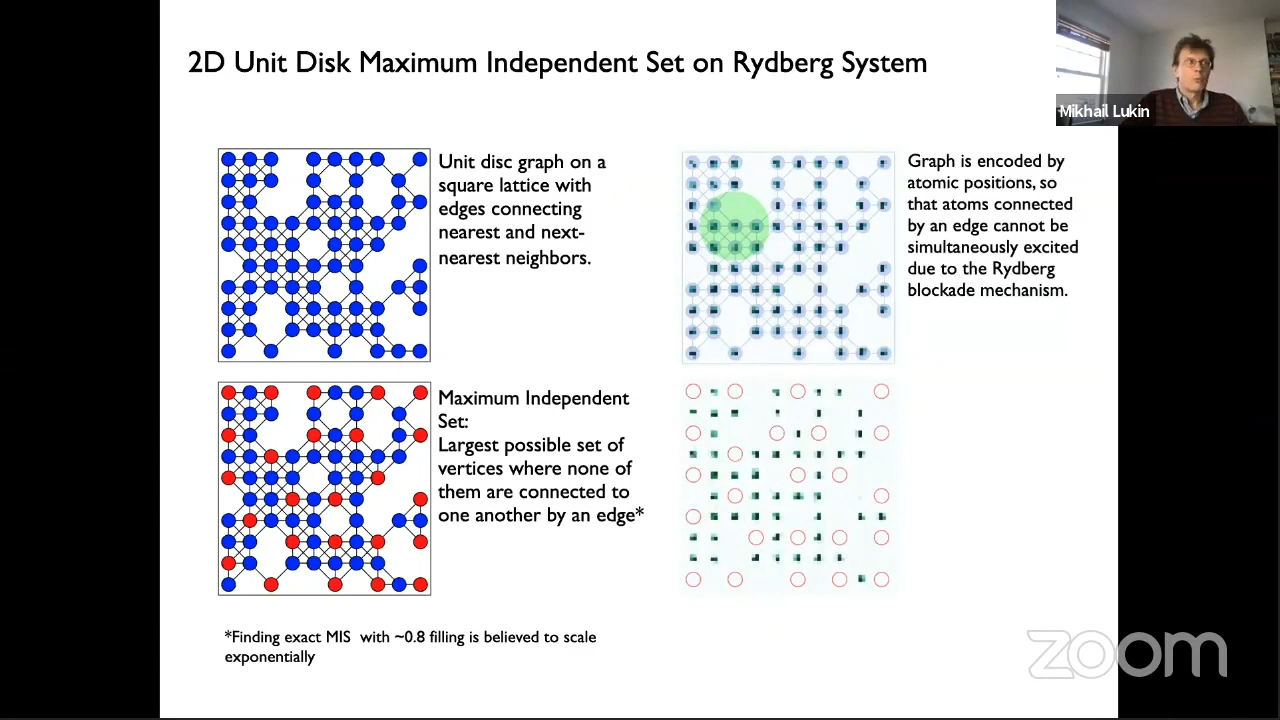 2D Unit Disk Maximum Independent Set on Rydberg System
Mikhail Lukin
Unit disc graph on a
square lattice with
edges connecting
nearest and next-
nearest neighbors.
Graph is encoded by
atomic positions, so
that atoms connected
by an edge cannot be
simultaneously excited
due to the Rydberg
blockade mechanism.
Maximum Independent
Set:
Largest possible set of
vertices where none of
them are connected to
one another by an edge*
*Finding exact MIS with ~0.8 filling is believed to scale
exponentially
zoom